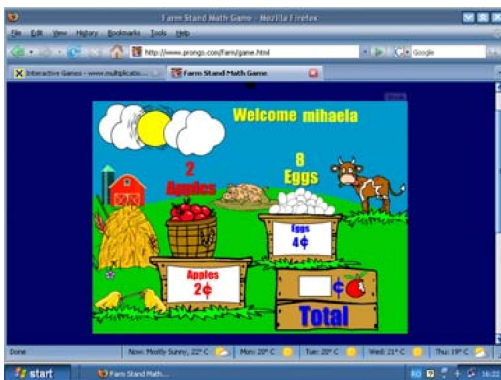 Farm Stand Math Game - Mozilla Firefox
File Edit View History Bookmarks Tools Help
http://www.prongo.com/farm/game.html
Google
Interactive Games - www.multiplicatio...
Farm Stand Math Game
Welcome mihaela
2
Apples
8
Eggs
Eggs
4¢
Apples
2¢
¢
Total
Done
Now: Mostly Sunny, 22° C
Mon: 20° C
Tue: 20° C
Wed: 21° C
Thu: 19° C
start
Farm Stand Math...
RO
16:22